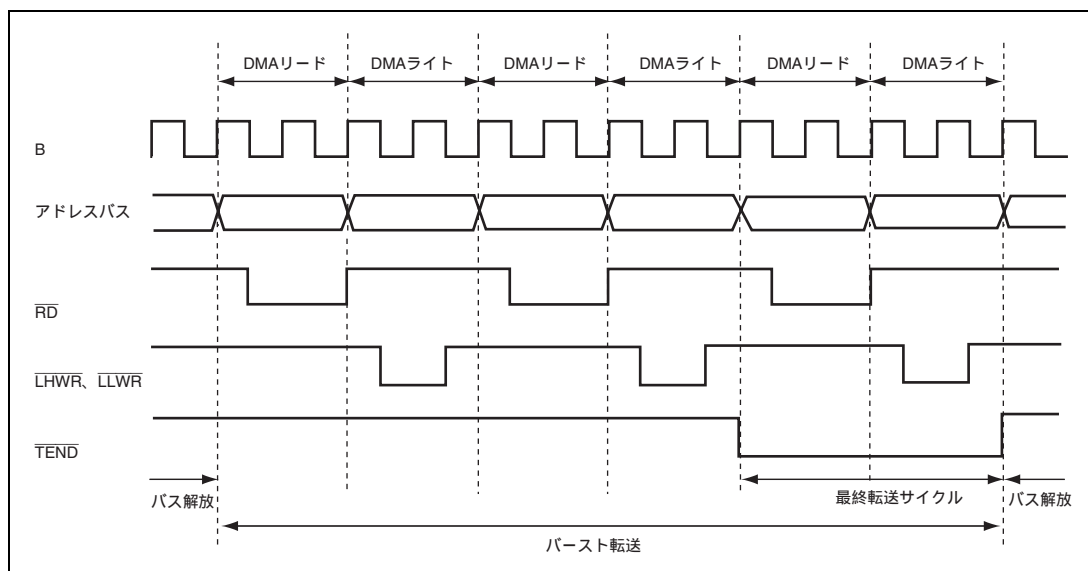 DMAリード DMAライト DMAリード DMAライト DMAリード DMAライト
B
アドレスバス
RD
LHWR、LLWR
TEND
バス解放 最終転送サイクル バス解放
バースト転送